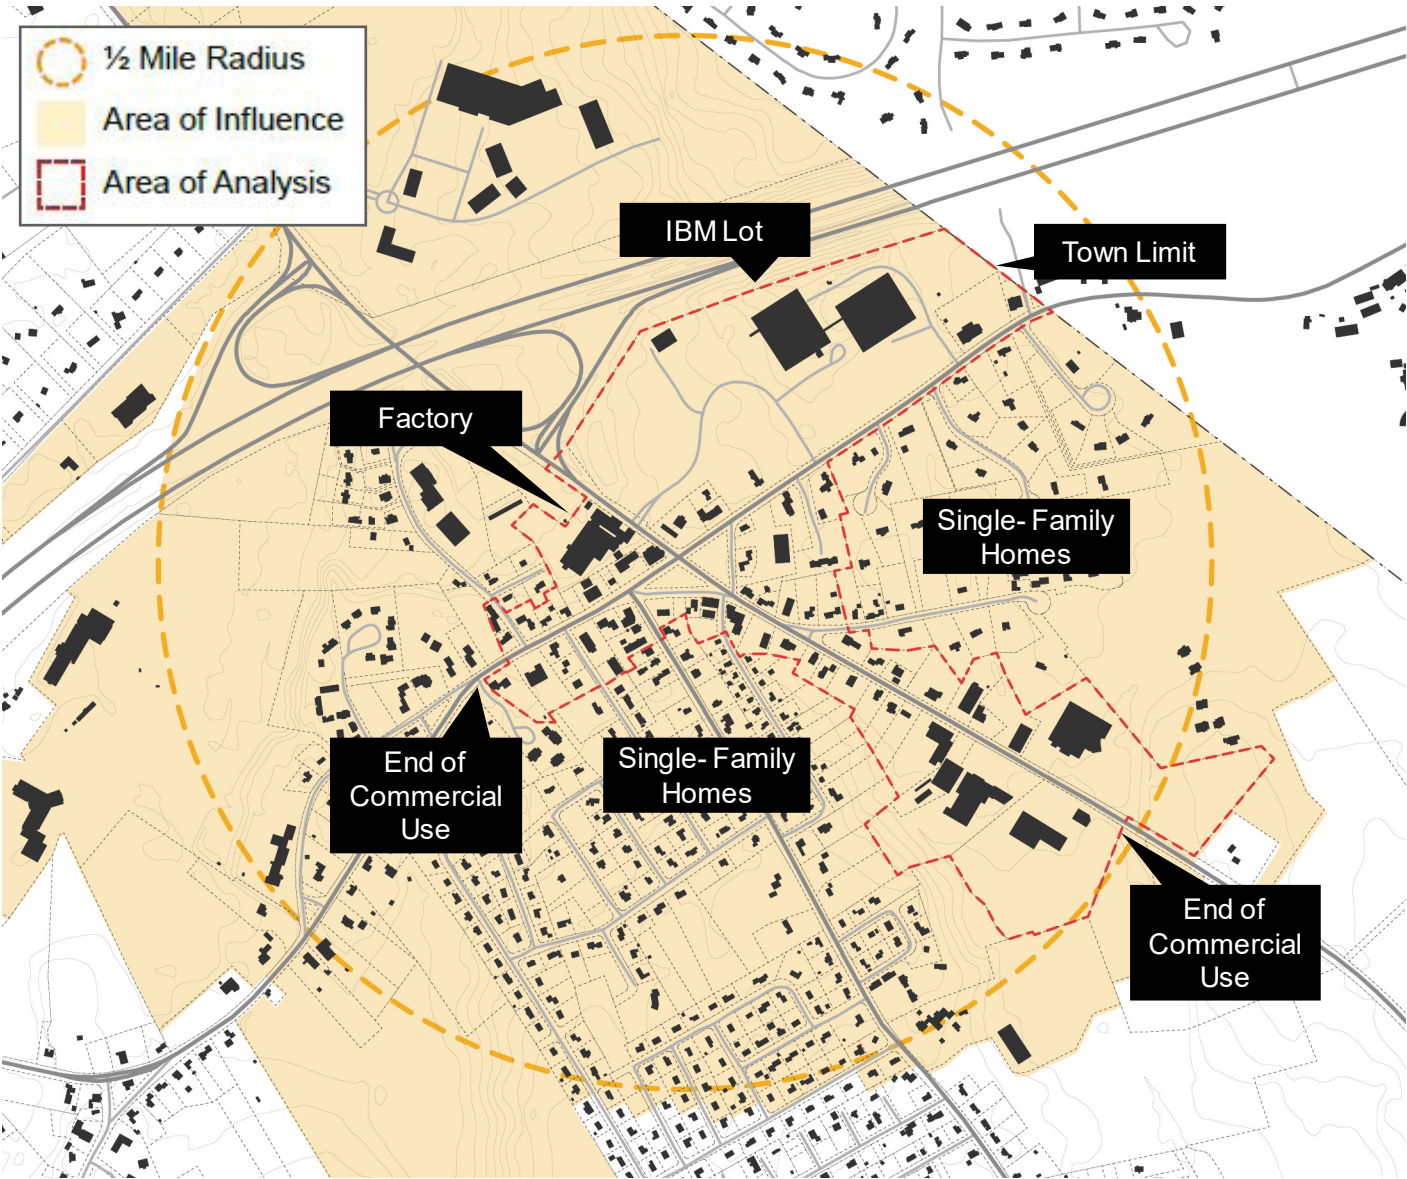 ½ Mile Radius
Area of Influence
Area of Analysis
IBM Lot
Town Limit
Factory
Single- Family
Homes
End of
Commercial
Use
Single- Family
Homes
End of
Commercial
Use